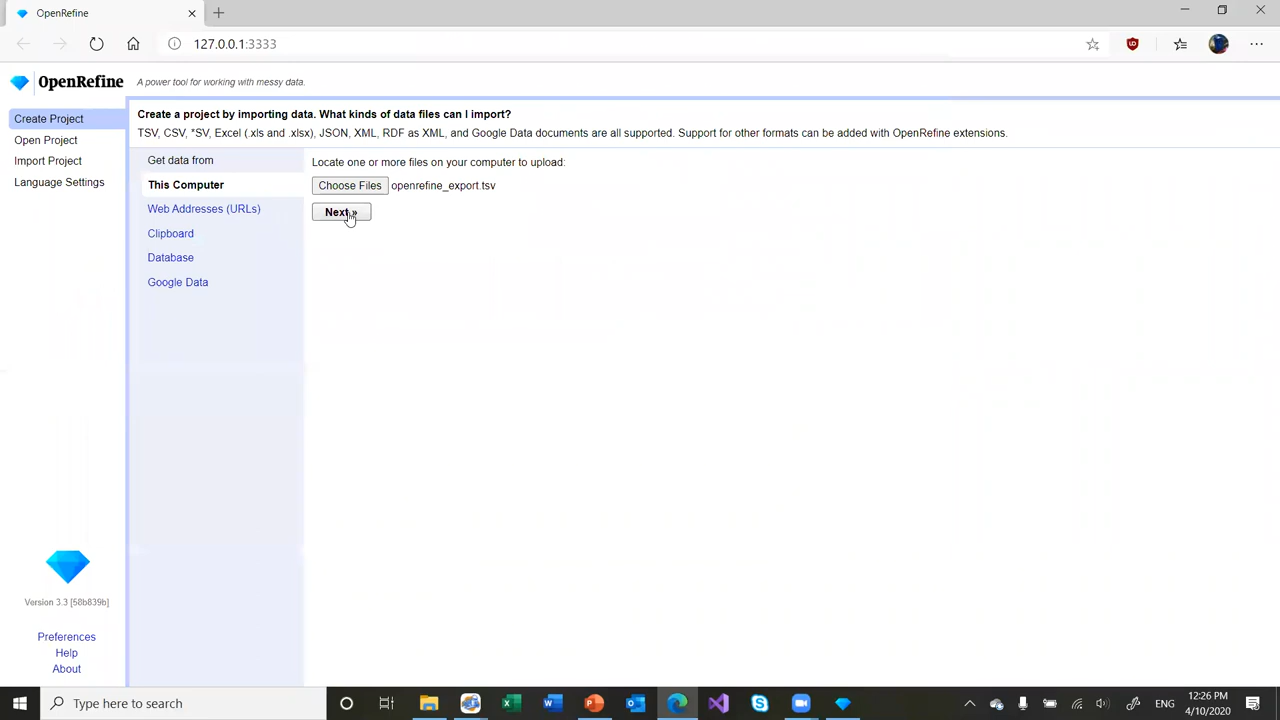 OpenRefine
127.0.0.1:3333
OpenRefine
A power tool for working with messy data.
Create Project
Open Project
Import Project
Language Settings
Create a project by importing data. What kinds of data files can I import?
TSV, CSV, *SV, Excel (.xls and .xlsx), JSON, XML, RDF as XML, and Google Data documents are all supported. Support for other formats can be added with OpenRefine extensions.
Get data from
This Computer
Web Addresses (URLs)
Clipboard
Database
Google Data
Locate one or more files on your computer to upload:
Choose Files openrefine_export.tsv
Next »
Version 3.3 [58b839b]
Preferences
Help
About
Type here to search
ENG
12:26 PM
4/10/2020